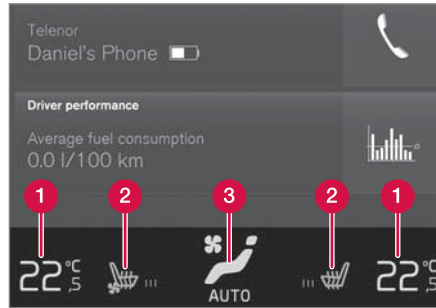 Telenor
Daniel's Phone
Driver performance
Average fuel consumption
0.0 l/100 km
1 2 3 2 1
22°C,5 22°C,5
AUTO